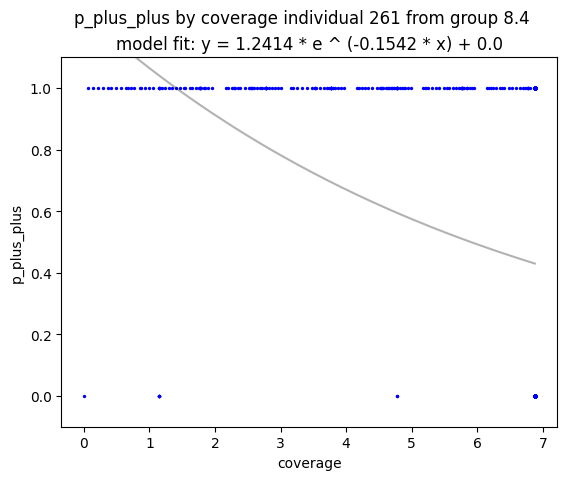 p_plus_plus by coverage individual 261 from group 8.4
model fit: y = 1.2414 * e ^ (-0.1542 * x) + 0.0
1.0
0.8
0.6
0.4
0.2
0.0
p_plus_plus
0 1 2 3 4 5 6 7
coverage